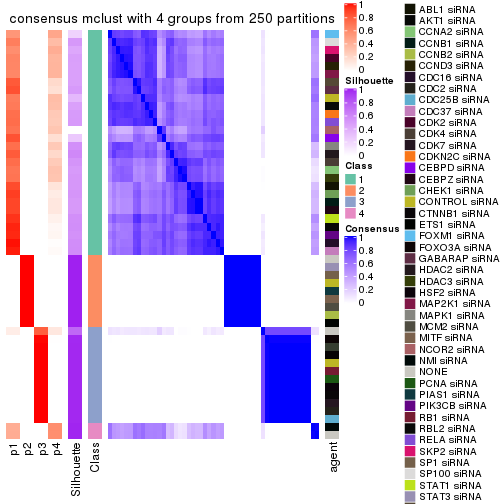 consensus mclust with 4 groups from 250 partitions
1
0.8
0.6
0.4
0.2
0
Silhouette
1
0.8
0.6
0.4
0.2
0
Class
1
2
3
4
Consensus
1
0.8
0.6
0.4
0.2
0
ABL1 siRNA
AKT1 siRNA
CCNA2 siRNA
CCNB1 siRNA
CCNB2 siRNA
CCND3 siRNA
CDC16 siRNA
CDC2 siRNA
CDC25B siRNA
CDC37 siRNA
CDK2 siRNA
CDK4 siRNA
CDK7 siRNA
CDKN2C siRNA
CEBPD siRNA
CEBPZ siRNA
CHEK1 siRNA
CONTROL siRNA
CTNNB1 siRNA
ETS1 siRNA
FOXM1 siRNA
FOXO3A siRNA
GABARAP siRNA
HDAC2 siRNA
HDAC3 siRNA
HSF2 siRNA
MAP2K1 siRNA
MAPK1 siRNA
MCM2 siRNA
MITF siRNA
NCOR2 siRNA
NMI siRNA
NONE
PCNA siRNA
PIAS1 siRNA
PIK3CB siRNA
RB1 siRNA
RBL2 siRNA
RELA siRNA
SKP2 siRNA
SP1 siRNA
SP100 siRNA
STAT1 siRNA
STAT3 siRNA
p1
p2
p3
p4
Silhouette
Class
agent